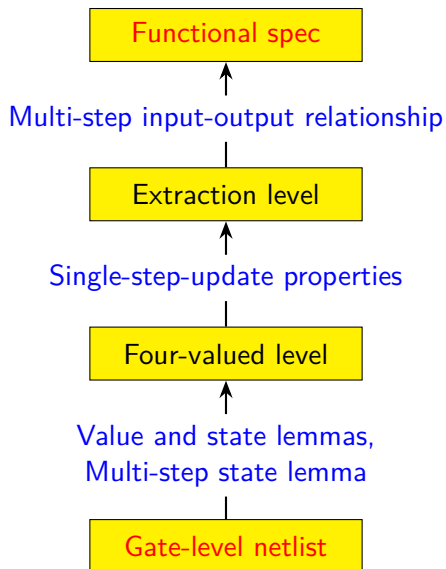 Functional spec
Multi-step input-output relationship
Extraction level
Single-step-update properties
Four-valued level
Value and state lemmas,
Multi-step state lemma
Gate-level netlist